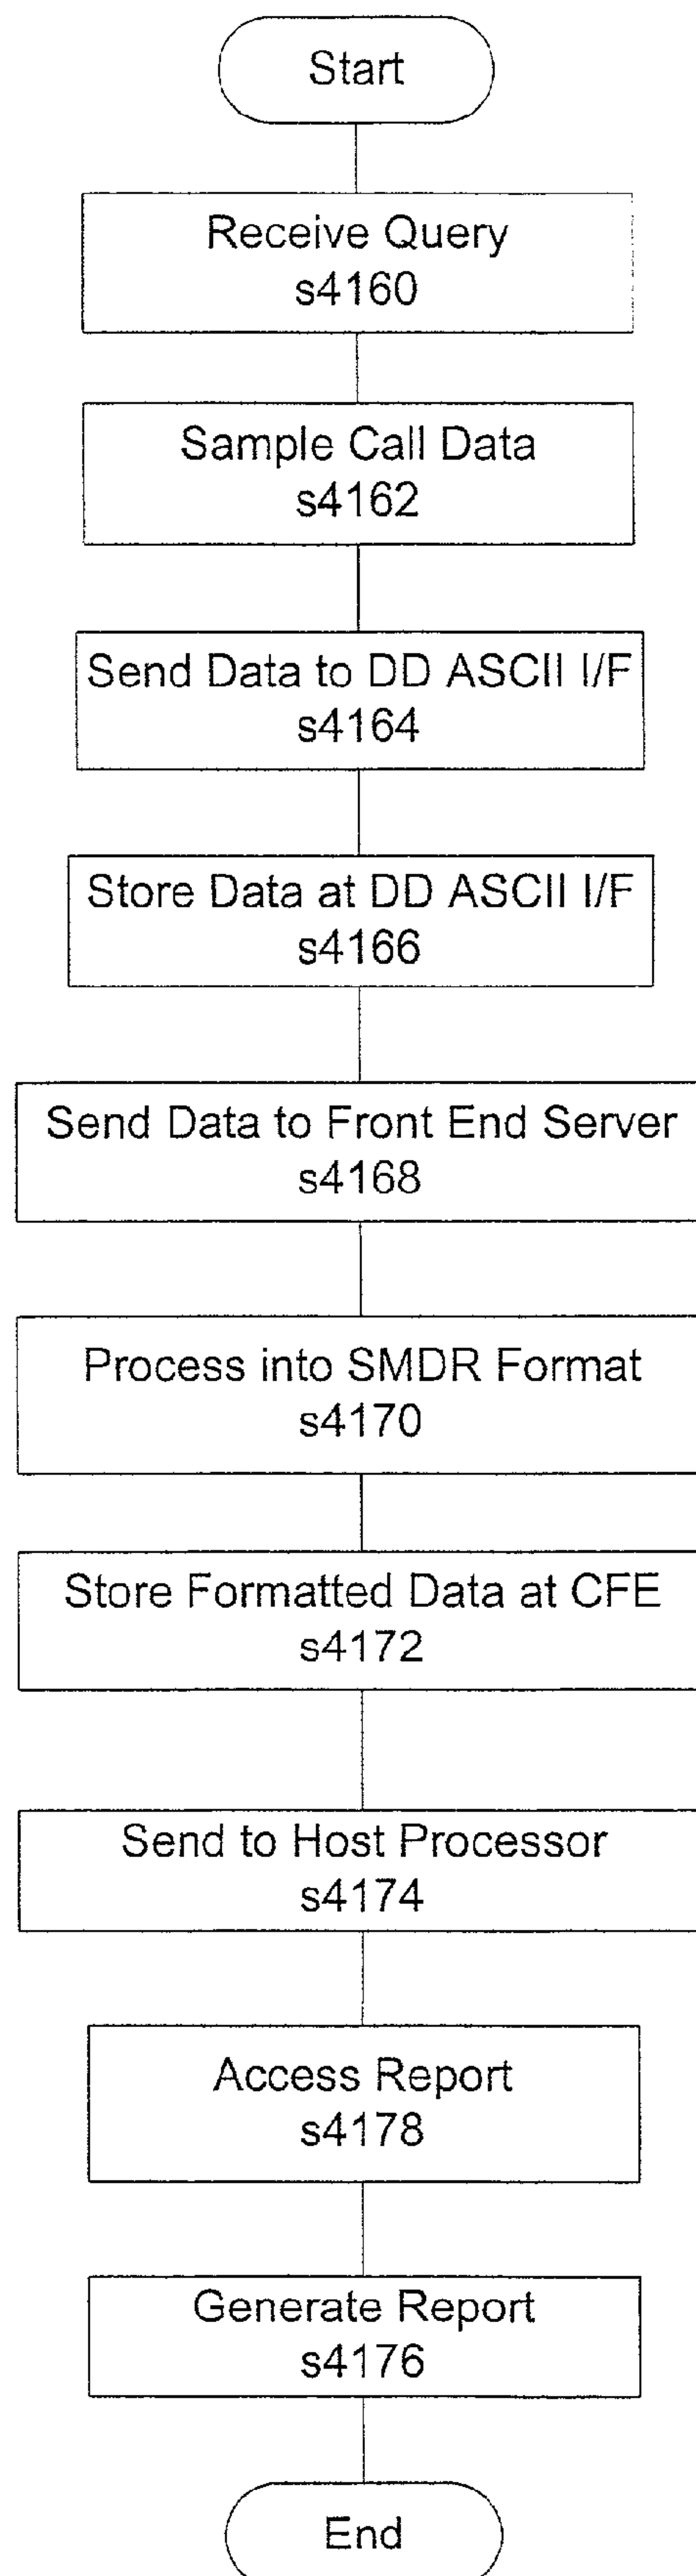 Start
Receive Query
s4160
Sample Call Data
s4162
Send Data to DD ASCII I/F
s4164
Store Data at DD ASCII I/F
s4166
Send Data to Front End Server
s4168
Process into SMDR Format
s4170
Store Formatted Data at CFE
s4172
Send to Host Processor
s4174
Access Report
s4178
Generate Report
s4176
End